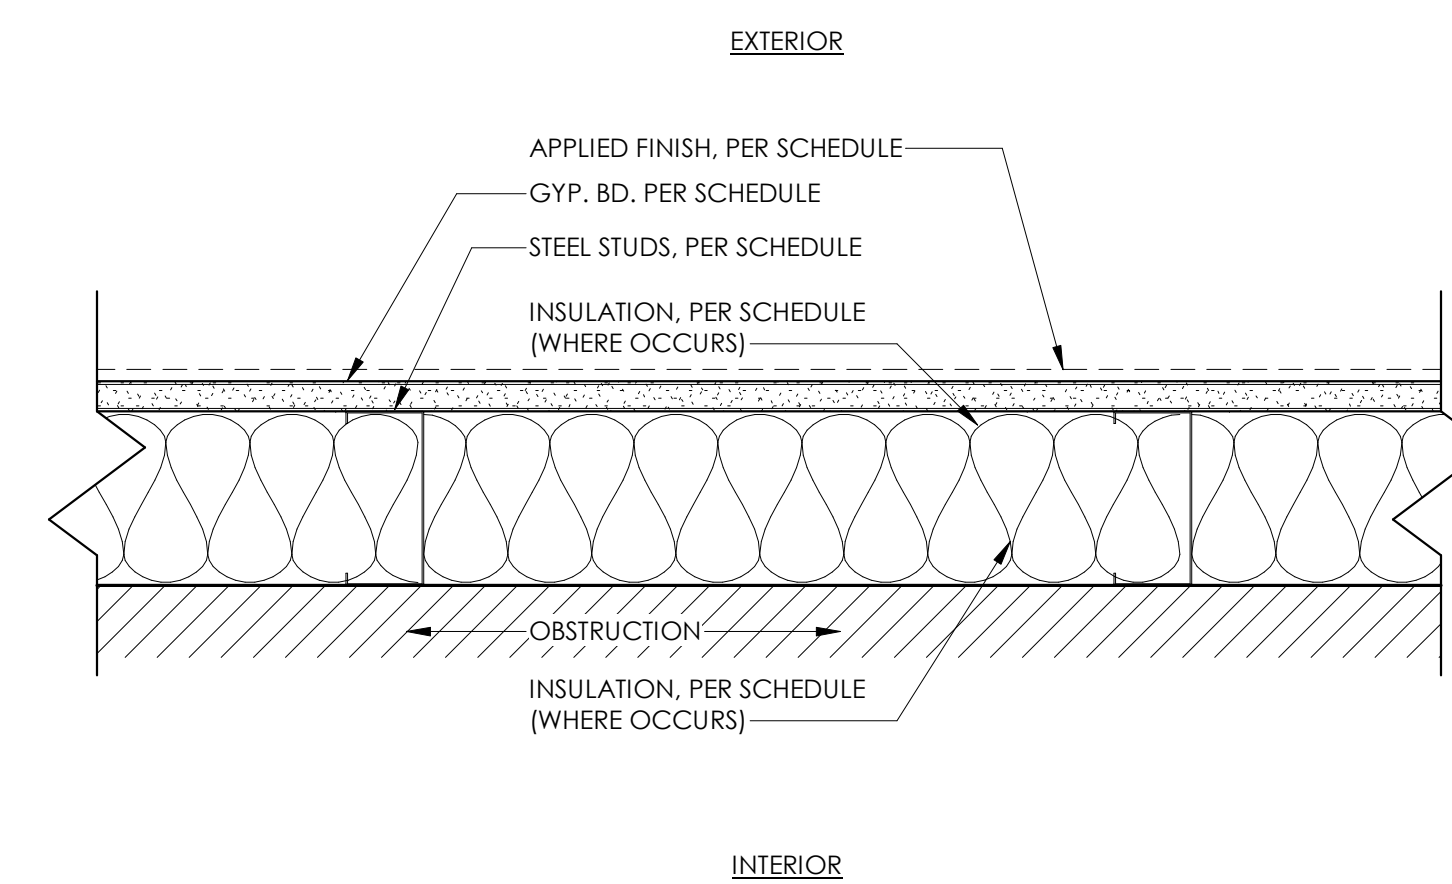 EXTERIOR
APPLIED FINISH, PER SCHEDULE
GYP. BD. PER SCHEDULE
STEEL STUDS, PER SCHEDULE
INSULATION, PER SCHEDULE
(WHERE OCCURS)
OBSTRUCTION
INSULATION, PER SCHEDULE
(WHERE OCCURS)
INTERIOR